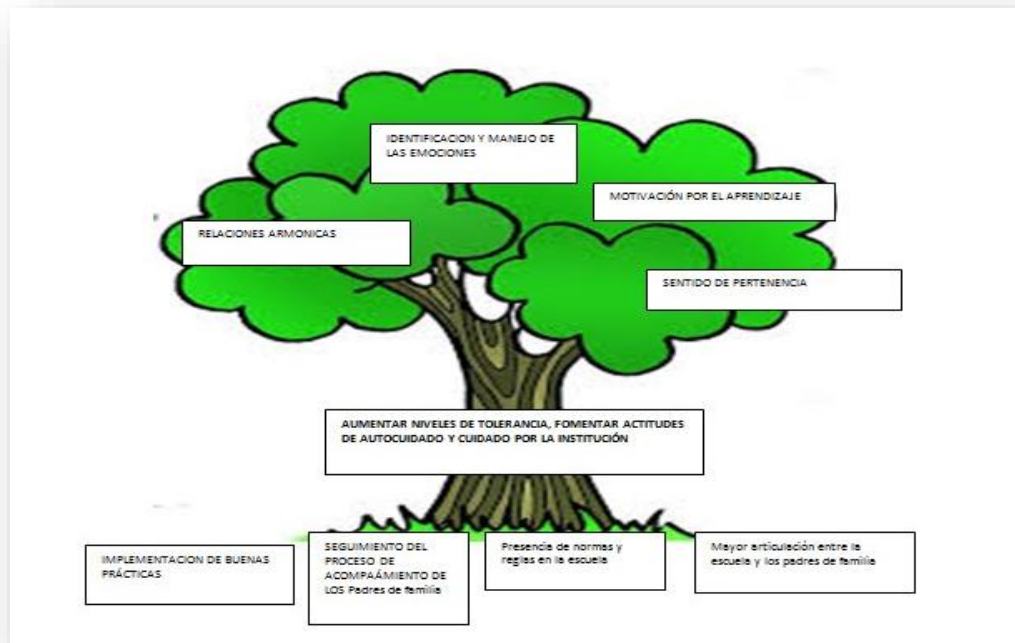 IDENTIFICACION Y MANEJO DE
LAS EMOCIONES
MOTIVACIÓN POR EL APRENDIZAJE
RELACIONES ARMONICAS
SENTIDO DE PERTENENCIA
AUMENTAR NIVELES DE TOLERANCIA, FOMENTAR ACTITUDES
DE AUTOCUIDADO Y CUIDADO POR LA INSTITUCIÓN
IMPLEMENTACION DE BUENAS
PRÁCTICAS
SEGUIMIENTO DEL
PROCESO DE
ACOMPAÁMIENTO DE
LOS Padres de familia
Presencia de normas y
reglas en la escuela
Mayor articulación entre la
escuela y los padres de familia